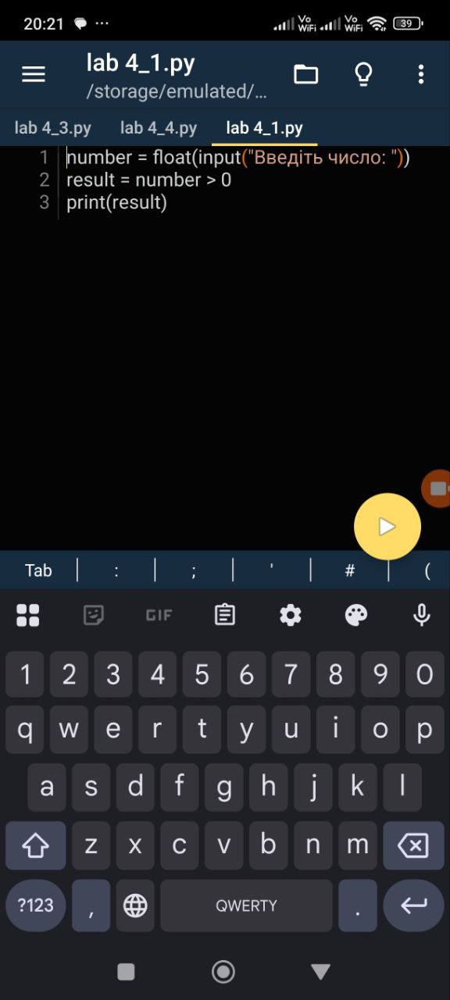 20:21 ...
Vo WiFi Vo WiFi 39
lab 4_1.py
/storage/emulated/...
lab 4_3.py lab 4_4.py lab 4_1.py
1 number = float(input("Введіть число: "))
2 result = number > 0
3 print(result)
Tab | : | ; | ' | # | (
GIF
1 2 3 4 5 6 7 8 9 0
q w e r t y u i o p
a s d f g h j k l
z x c v b n m
?123 , QWERTY .